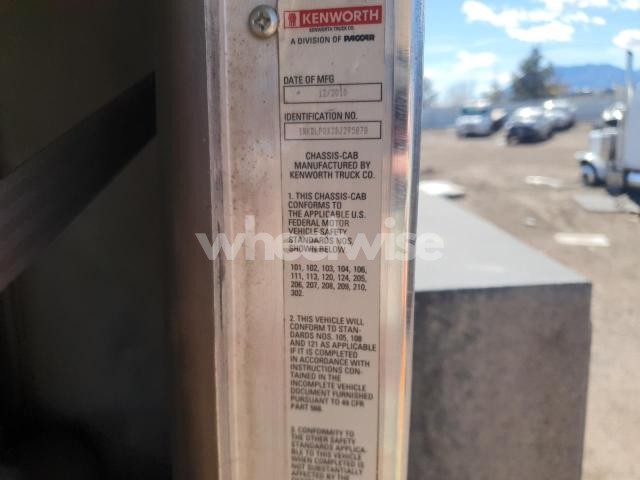 KENWORTH
KENWORTH TRUCK CO.
A DIVISION OF PACCAR
DATE OF MFG
12/2010
IDENTIFICATION NO.
CHASSIS-CAB
MANUFACTURED BY
KENWORTH TRUCK CO.
1. THIS CHASSIS-CAB
CONFORMS TO
THE APPLICABLE U.S.
FEDERAL MOTOR
VEHICLE SAFETY
STANDARDS NOS.
SHOWN BELOW.
wheelwise
101, 102, 103, 104, 106,
111, 113, 120, 124, 205,
206, 207, 208, 209, 210,
302.
2. THIS VEHICLE WILL
CONFORM TO STAN-
DARDS NOS. 105, 108
AND 121 AS APPLICABLE
IF IT IS COMPLETED
IN ACCORDANCE WITH
INSTRUCTIONS CON-
TAINED IN THE
INCOMPLETE VEHICLE
DOCUMENT FURNISHED
PURSUANT TO 49 CFR
PART 568.
3. CONFORMITY TO
THE OTHER SAFETY
STANDARDS APPLICA-
BLE TO THIS VEHICLE
WHEN COMPLETED IS
NOT SUBSTANTIALLY
AFFECTED BY THE